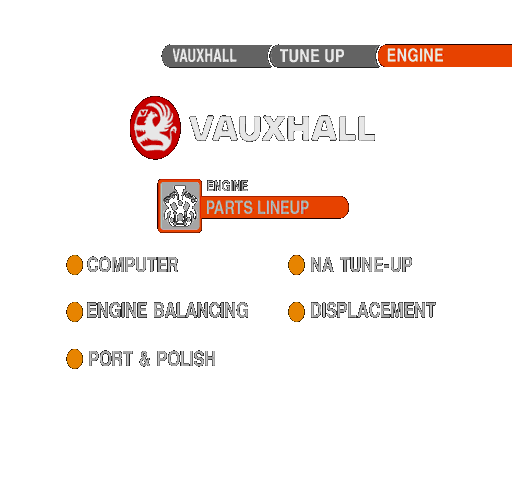 VAUXHALL TUNE UP ENGINE
VAUXHALL
ENGINE
PARTS LINEUP
COMPUTER NA TUNE-UP
ENGINE BALANCING DISPLACEMENT
PORT & POLISH